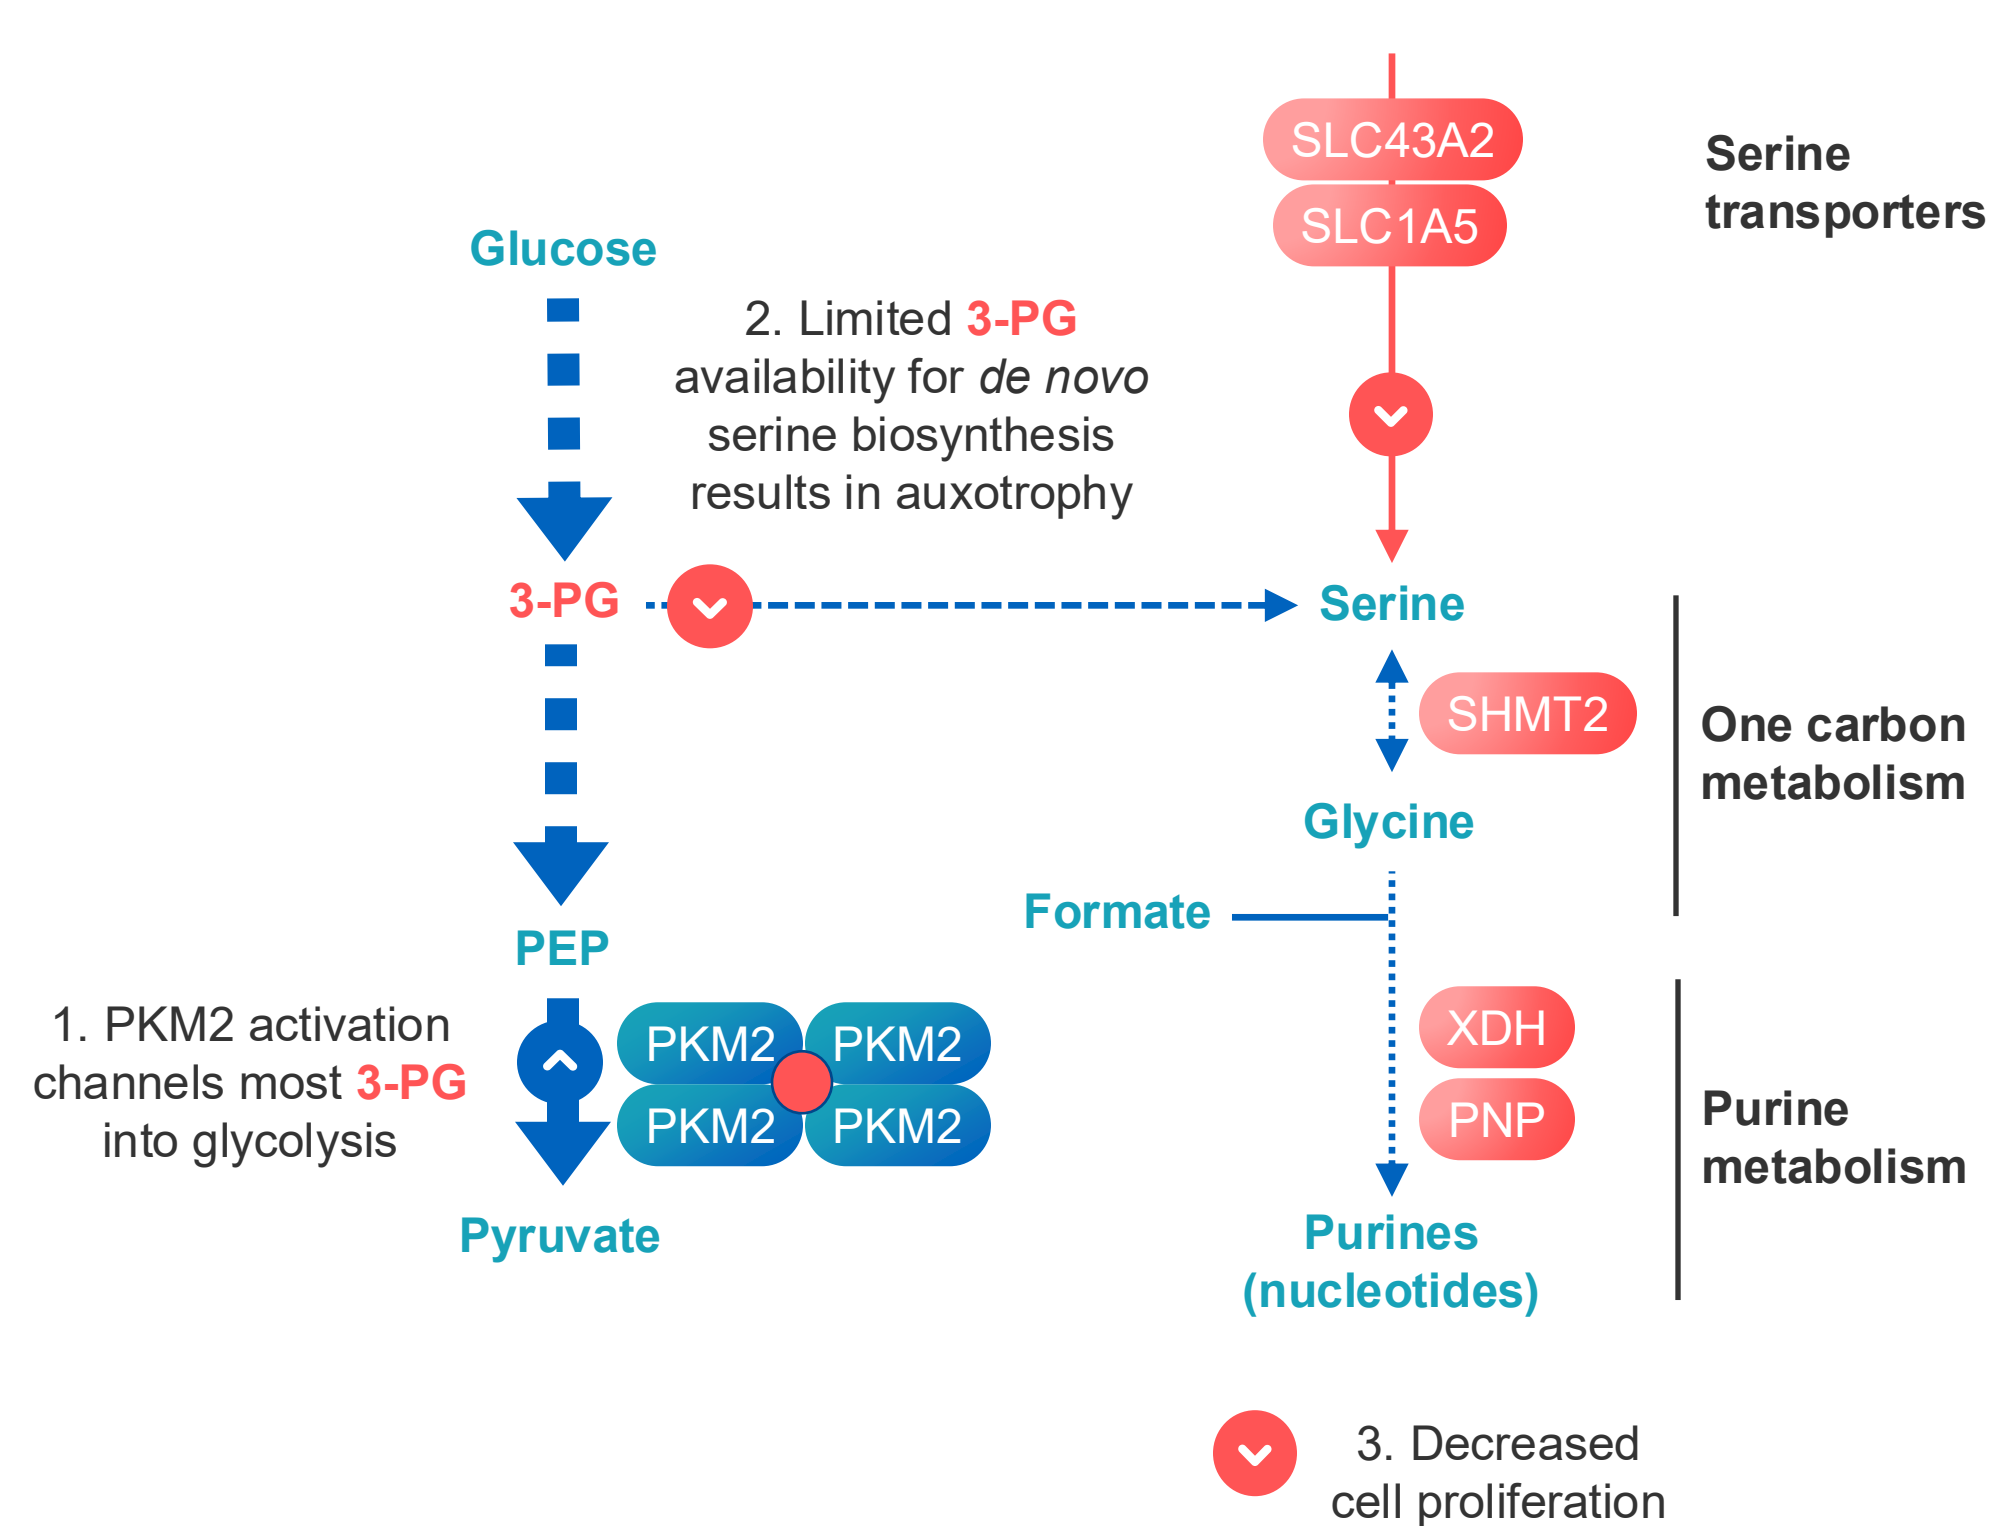 SLC43A2
SLC1A5
Serine
transporters
Glucose
2. Limited 3-PG
availability for de novo
serine biosynthesis
results in auxotrophy
3-PG
Serine
SHMT2
One carbon
metabolism
Glycine
Formate
PEP
1. PKM2 activation
channels most 3-PG
into glycolysis
PKM2 PKM2
PKM2 PKM2
XDH
PNP
Purine
metabolism
Pyruvate
Purines
(nucleotides)
3. Decreased
cell proliferation